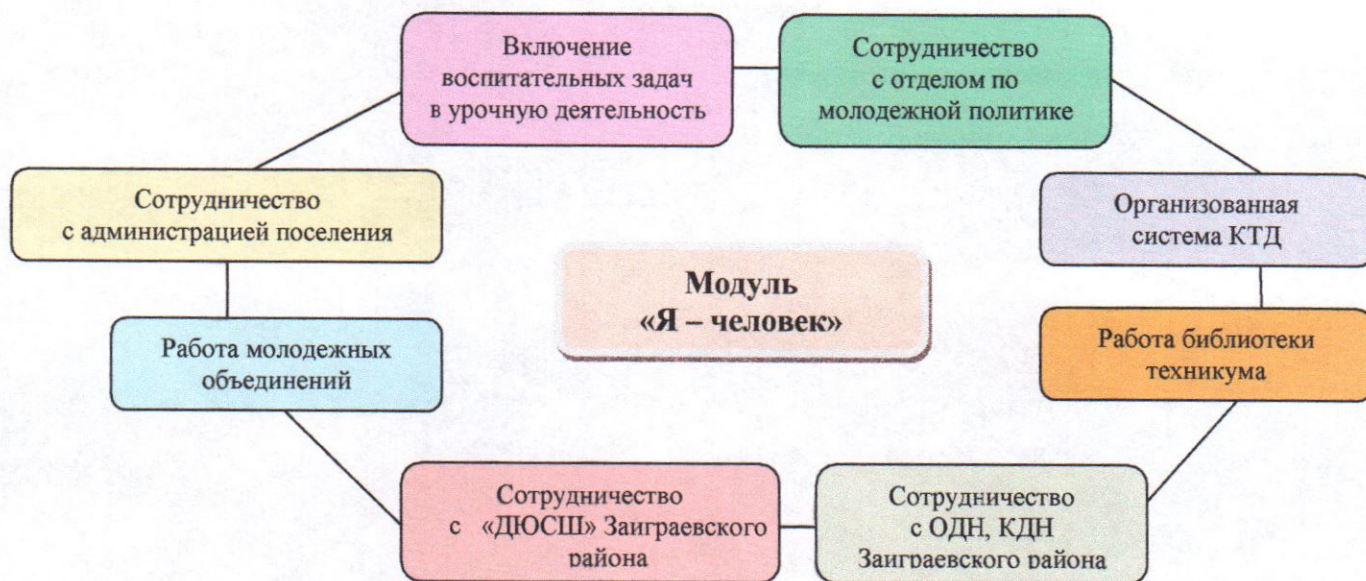 Включение
воспитательных задач
в урочную деятельность
Сотрудничество
с отделом по
молодежной политике
Сотрудничество
с администрацией поселения
Организованная
система КТД
Модуль
«Я – человек»
Работа молодежных
объединений
Работа библиотеки
техникума
Сотрудничество
с «ДЮСШ» Заиграевского
района
Сотрудничество
с ОДН, КДН
Заиграевского района